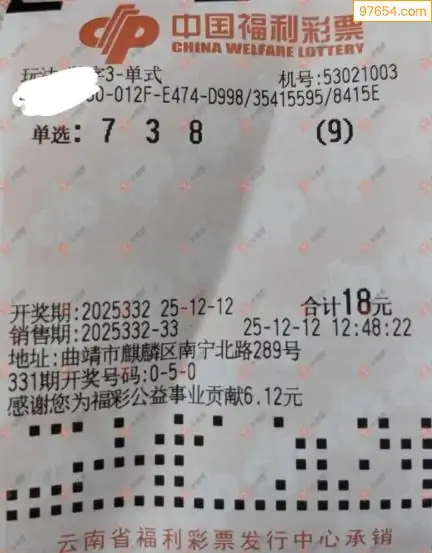 97654.com
中国福利彩票
CHINA WELFARE LOTTERY
3-单式 机号:53021003
0-012F-E474-D998/35415595/8415E
单选: 7 3 8 (9)
开奖期:2025332 25-12-12 合计18元
销售期:2025332-33 25-12-12 12:48:22
地址:曲靖市麒麟区南宁北路289号
331期开奖号码:0-5-0
感谢您为福彩公益事业贡献6.12元
云南省福利彩票发行中心承销